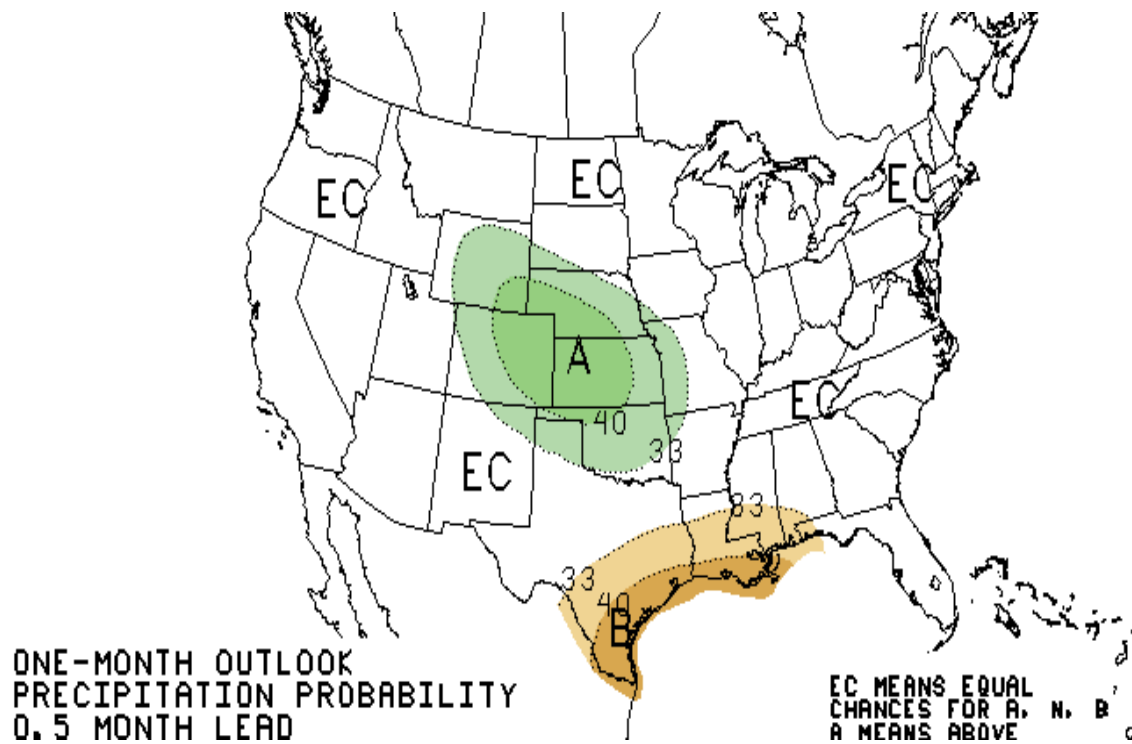 EC
EC
EC
A
EC
40
33
EC
33
33
40
B
ONE-MONTH OUTLOOK
PRECIPITATION PROBABILITY
0.5 MONTH LEAD
EC MEANS EQUAL
CHANCES FOR A, N, B
A MEANS ABOVE